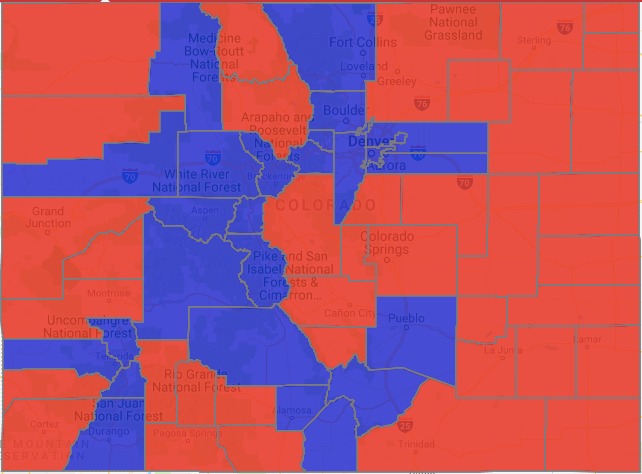 Pawnee
National
Grassland
25
76
Sterling
Medicine
Bow-Routt
National
Forests
Fort Collins
Loveland
Greeley
76
Boulder
Arapaho and
Roosevelt
National
Forests
Denver
70
Aurora
70
White River
National Forest
Breckenridge
70
70
Aspen
COLORADO
Grand
Junction
Colorado
Springs
Pike and San
Isabel National
Forests &
Cimarron...
Montrose
Cañon City
Pueblo
Uncompahgre
National Forest
Telluride
La Junta
Lamar
Rio Grande
National Forest
San Juan
National Forest
Alamosa
Cortez
Durango
Pagosa Springs
25
Trinidad
E MOUNTAIN
SERVATION